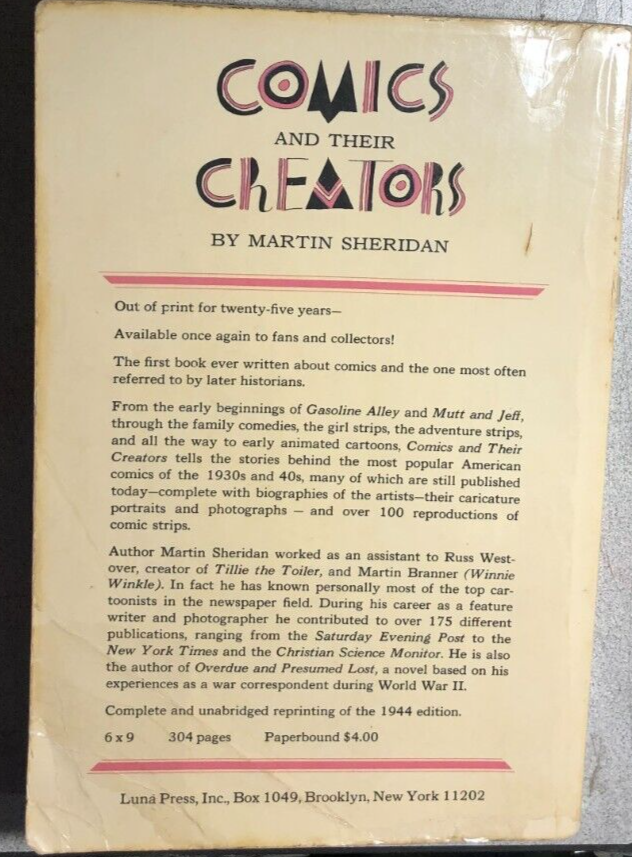 COMICS
AND THEIR
CREATORS
BY MARTIN SHERIDAN
Out of print for twenty-five years—
Available once again to fans and collectors!
The first book ever written about comics and the one most often
referred to by later historians.
From the early beginnings of Gasoline Alley and Mutt and Jeff,
through the family comedies, the girl strips, the adventure strips,
and all the way to early animated cartoons, Comics and Their
Creators tells the stories behind the most popular American
comics of the 1930s and 40s, many of which are still published
today—complete with biographies of the artists—their caricature
portraits and photographs — and over 100 reproductions of
comic strips.
Author Martin Sheridan worked as an assistant to Russ West-
over, creator of Tillie the Toiler, and Martin Branner (Winnie
Winkle). In fact he has known personally most of the top car-
toonists in the newspaper field. During his career as a feature
writer and photographer he contributed to over 175 different
publications, ranging from the Saturday Evening Post to the
New York Times and the Christian Science Monitor. He is also
the author of Overdue and Presumed Lost, a novel based on his
experiences as a war correspondent during World War II.
Complete and unabridged reprinting of the 1944 edition.
6 x 9 304 pages Paperbound $4.00
Luna Press, Inc., Box 1049, Brooklyn, New York 11202